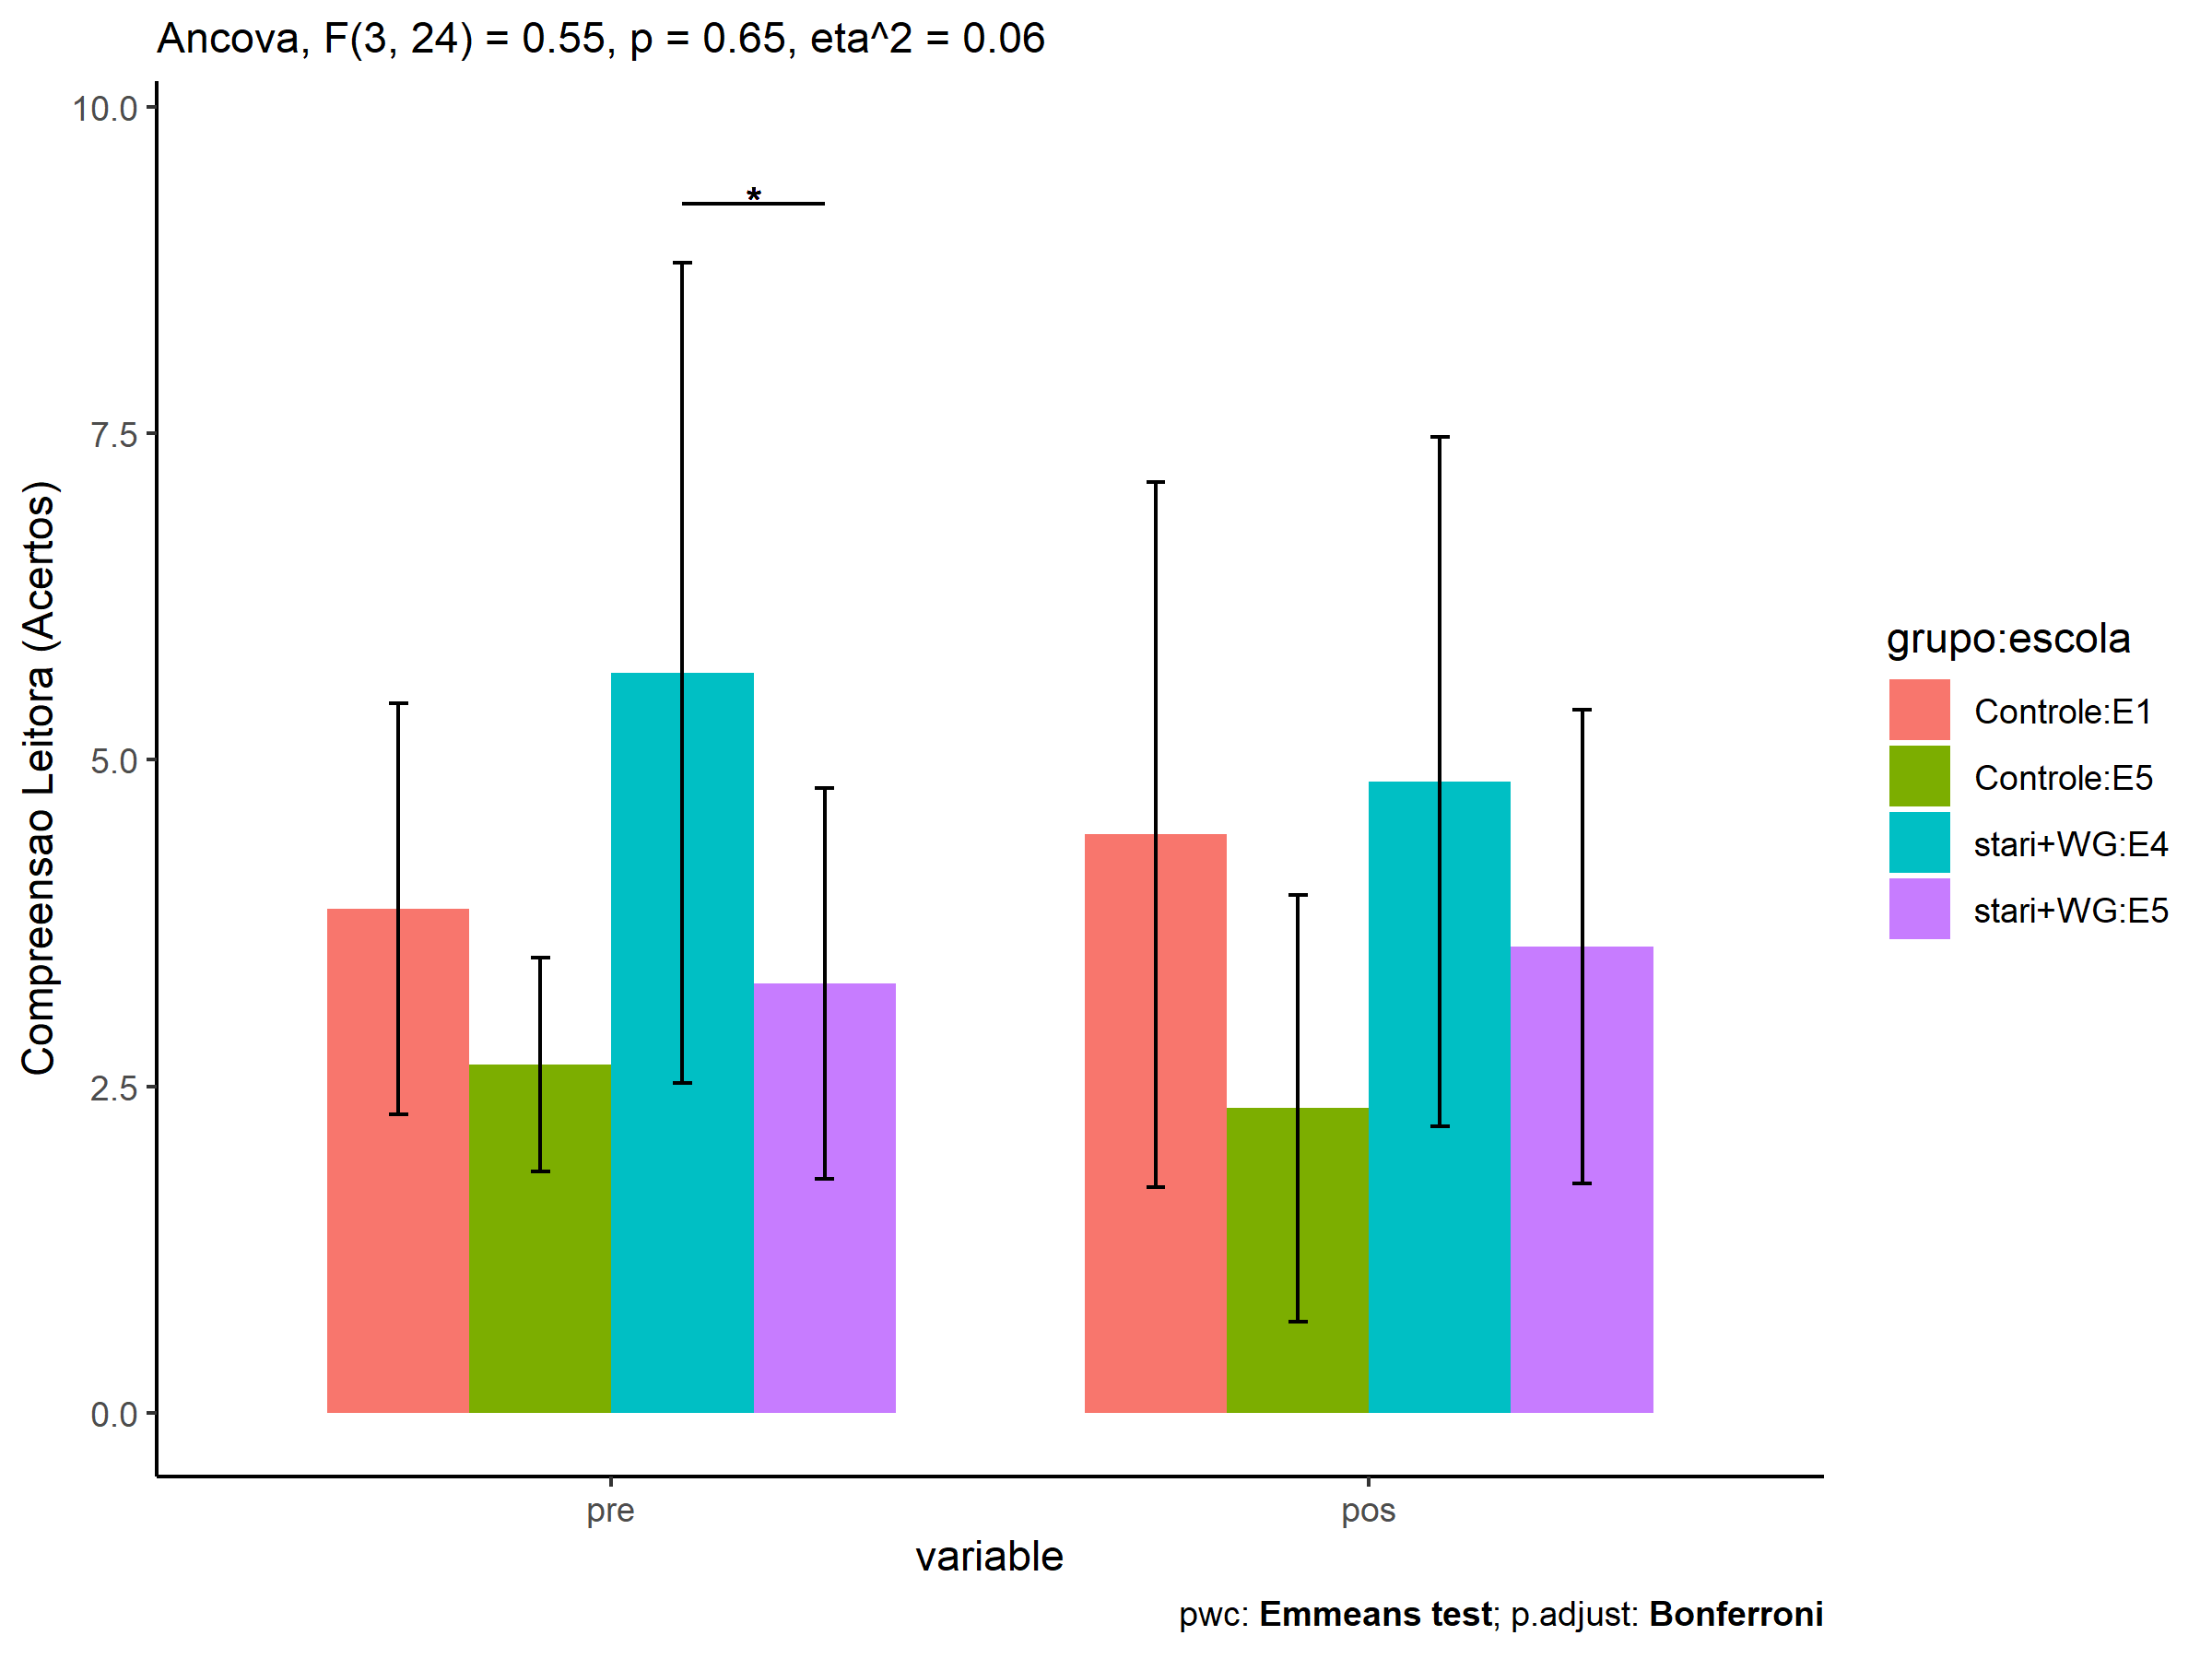 Ancova, F(3, 24) = 0.55, p = 0.65, eta^2 = 0.06
Compreensao Leitora (Acertos)
10.0
7.5
5.0
2.5
0.0
*
pre
pos
variable
grupo:escola
Controle:E1
Controle:E5
stari+WG:E4
stari+WG:E5
pwc: Emmeans test; p.adjust: Bonferroni